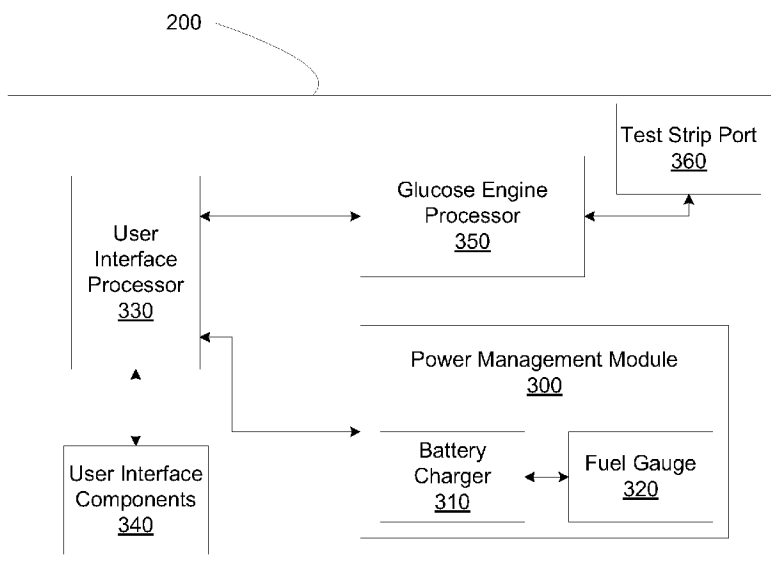 200
Test Strip Port
360
Glucose Engine
Processor
350
User
Interface
Processor
330
Power Management Module
300
Battery
Charger
310
Fuel Gauge
320
User Interface
Components
340